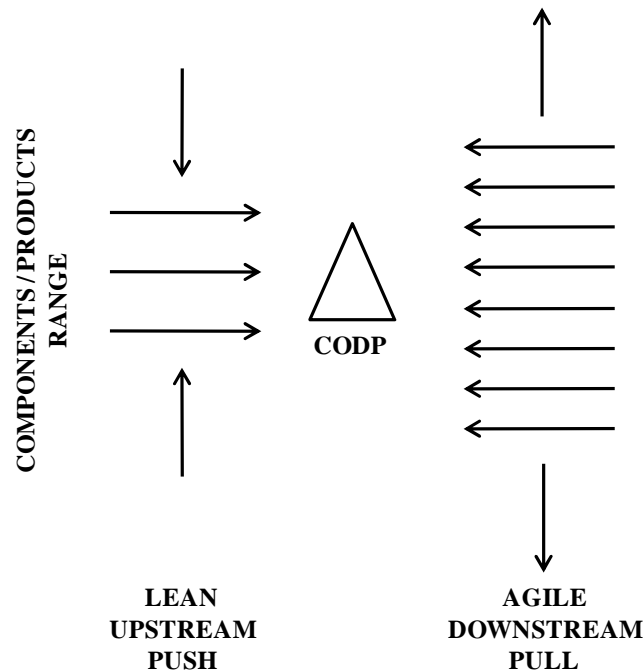 COMPONENTS / PRODUCTS
RANGE
CODP
LEAN
UPSTREAM
PUSH
AGILE
DOWNSTREAM
PULL